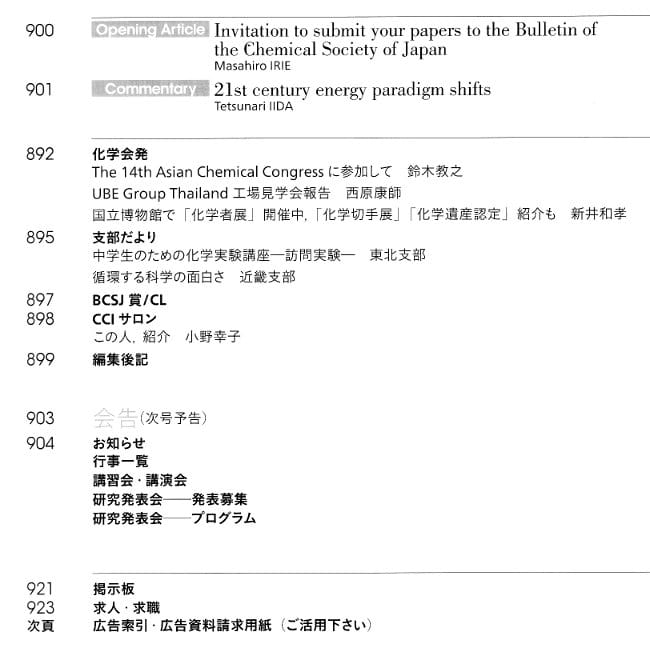 900 Opening Article Invitation to submit your papers to the Bulletin of
the Chemical Society of Japan
Masahiro IRIE
901 Commentary 21st century energy paradigm shifts
Tetsunari IIDA
892 化学会発
The 14th Asian Chemical Congress に参加して 鈴木教之
UBE Group Thailand 工場見学会報告 西原康師
国立博物館で「化学者展」開催中,「化学切手展」「化学遺産認定」紹介も 新井和孝
895 支部だより
中学生のための化学実験講座―訪問実験― 東北支部
循環する科学の面白さ 近畿支部
897 BCSJ 賞/CL
898 CCI サロン
この人, 紹介 小野幸子
899 編集後記
903 会告(次号予告)
904 お知らせ
行事一覧
講習会・講演会
研究発表会――発表募集
研究発表会――プログラム
921 掲示板
923 求人・求職
次頁 広告索引・広告資料請求用紙(ご活用下さい)